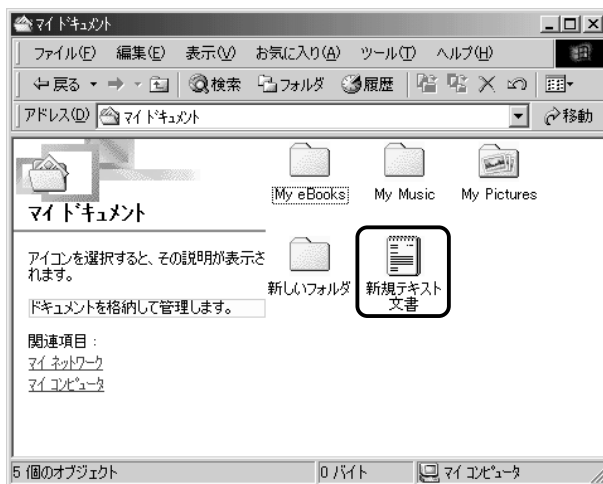 マイ ドキュメント
ファイル(F) 編集(E) 表示(V) お気に入り(A) ツール(T) ヘルプ(H)
戻る 検索 フォルダ 履歴
アドレス(D) マイ ドキュメント 移動
マイ ドキュメント
アイコンを選択すると、その説明が表示さ
れます。
ドキュメントを格納して管理します。
関連項目:
マイ ネットワーク
マイ コンピュータ
My eBooks My Music My Pictures
新しいフォルダ 新規テキスト
文書
5 個のオブジェクト 0 バイト マイ コンピュータ